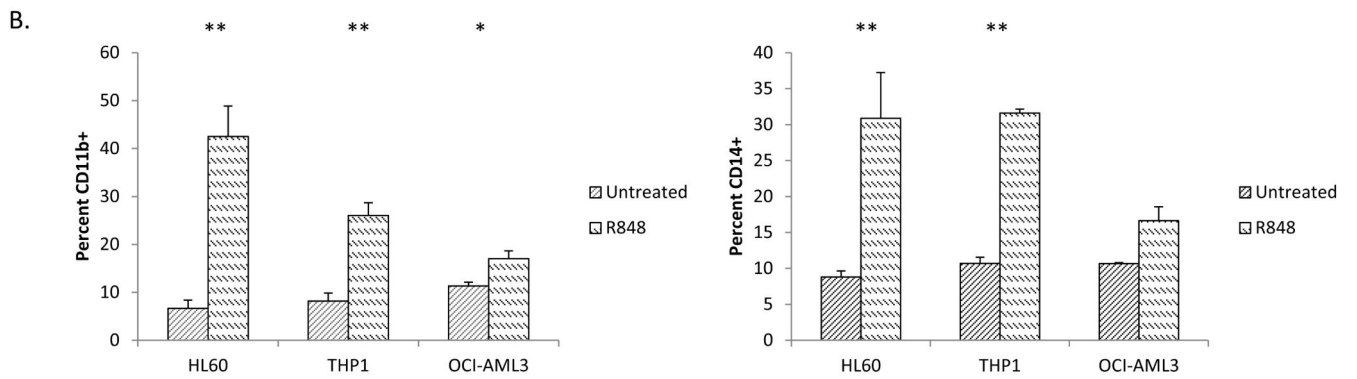 B.
** ** *
Percent CD11b+
60
50
40
30
20
10
0
HL60 THP1 OCI-AML3
Untreated
R848
** **
Percent CD14+
40
35
30
25
20
15
10
5
0
HL60 THP1 OCI-AML3
Untreated
R848